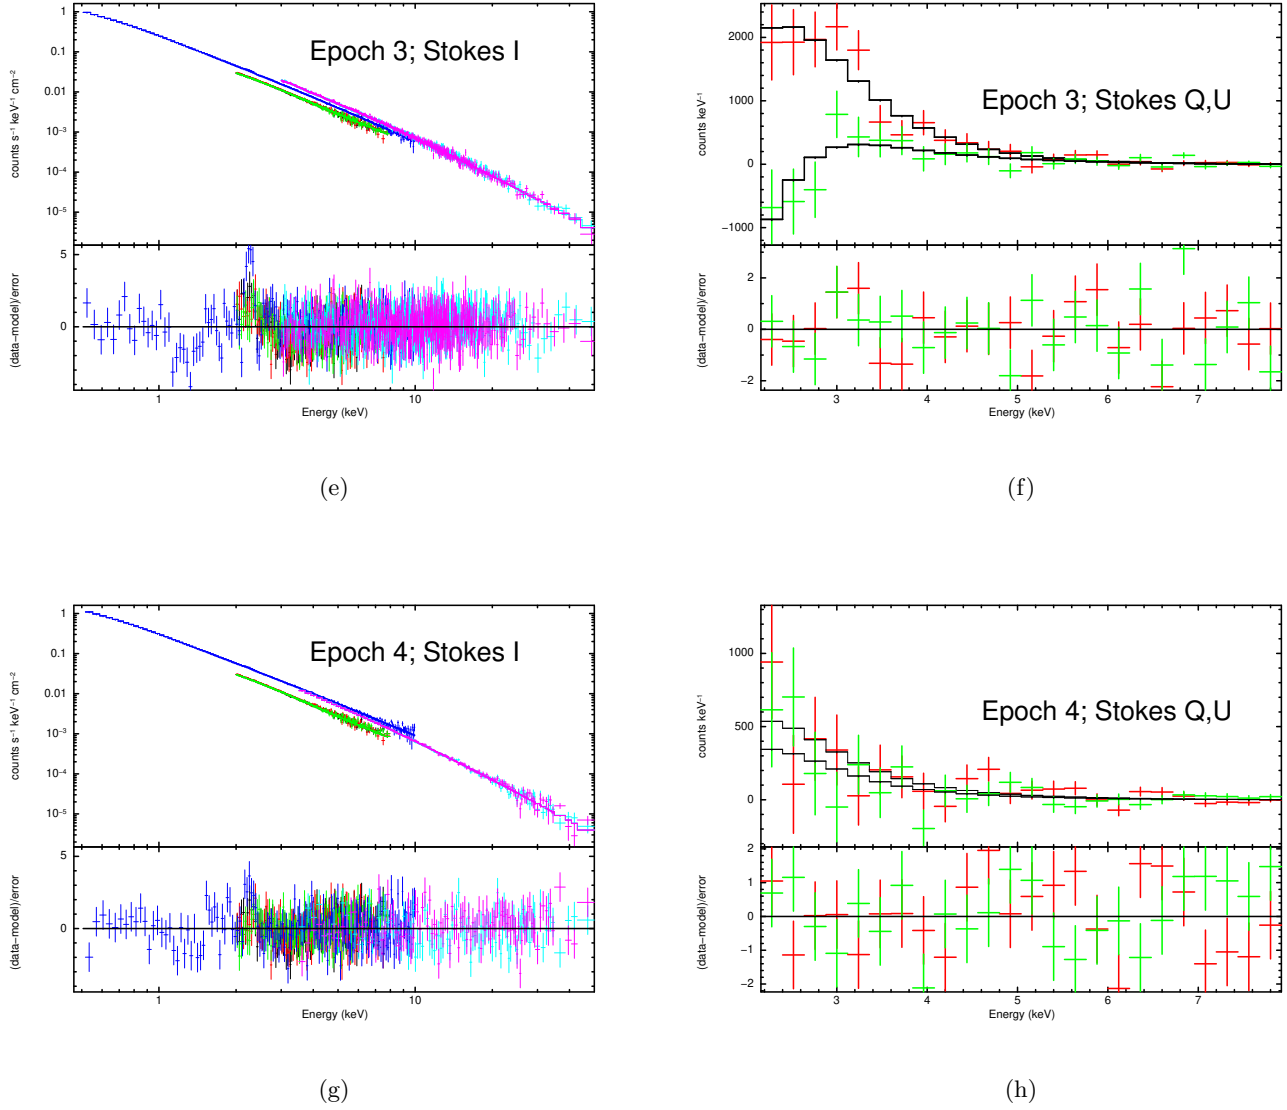 Epoch 3; Stokes I
counts s⁻¹ keV⁻¹ cm⁻²
1
0.1
0.01
10⁻³
10⁻⁴
10⁻⁵
(data−model)/error
5
0
1
10
Energy (keV)
(e)
Epoch 3; Stokes Q,U
counts keV⁻¹
2000
1000
0
−1000
(data−model)/error
2
0
−2
3
4
5
6
7
Energy (keV)
(f)
Epoch 4; Stokes I
counts s⁻¹ keV⁻¹ cm⁻²
1
0.1
0.01
10⁻³
10⁻⁴
10⁻⁵
(data−model)/error
5
0
1
10
Energy (keV)
(g)
Epoch 4; Stokes Q,U
counts keV⁻¹
1000
500
0
(data−model)/error
2
1
0
−1
−2
3
4
5
6
7
Energy (keV)
(h)